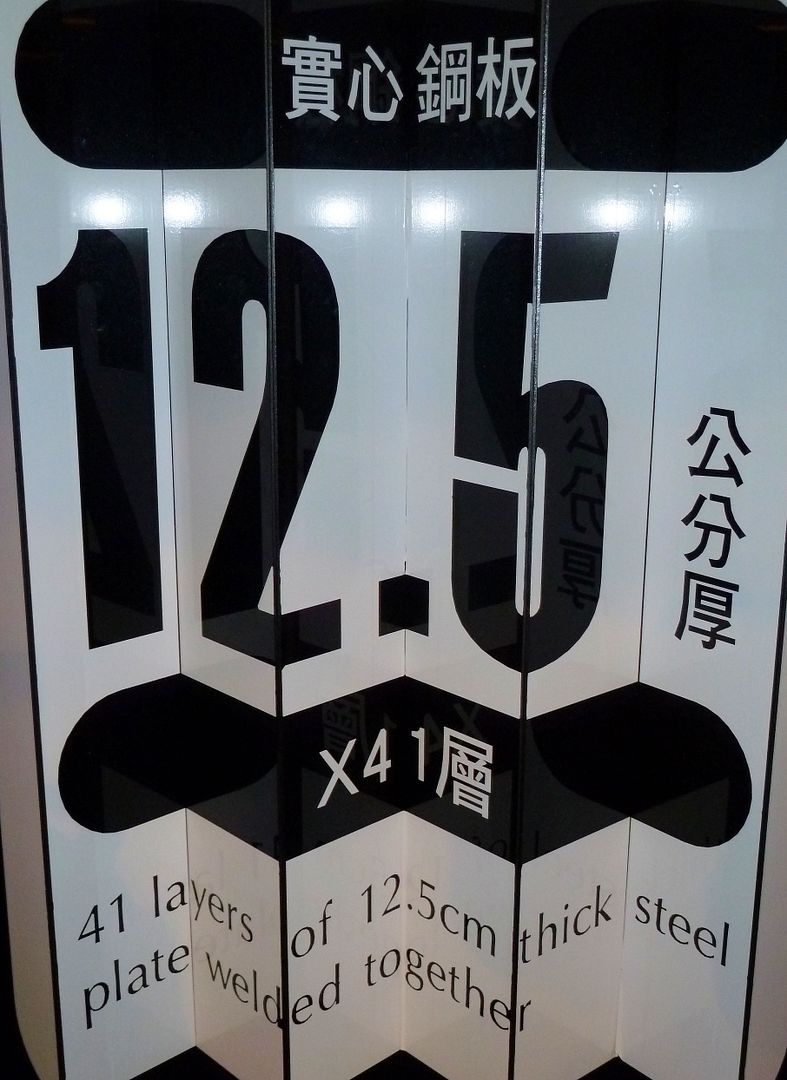 實心鋼板
12.5
公分厚
X41層
41 layers of 12.5cm thick steel
plate welded together